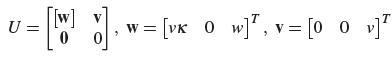 U = [ [w] v ; 0 0 ], w = [vκ 0 w]^T, v = [0 0 v]^T